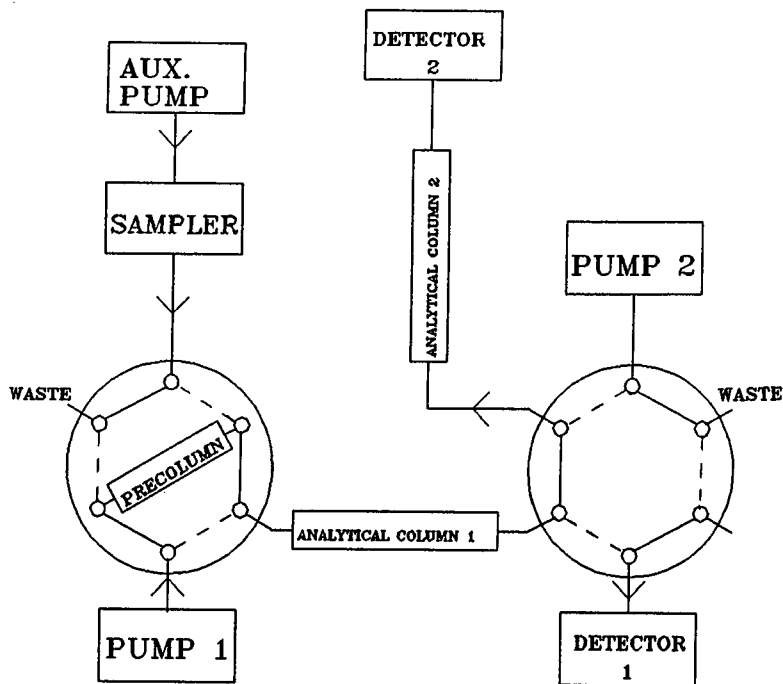 AUX.
PUMP
DETECTOR
2
SAMPLER
ANALYTICAL COLUMN 2
PUMP 2
WASTE
WASTE
PRECOLUMN
ANALYTICAL COLUMN 1
PUMP 1
DETECTOR
1